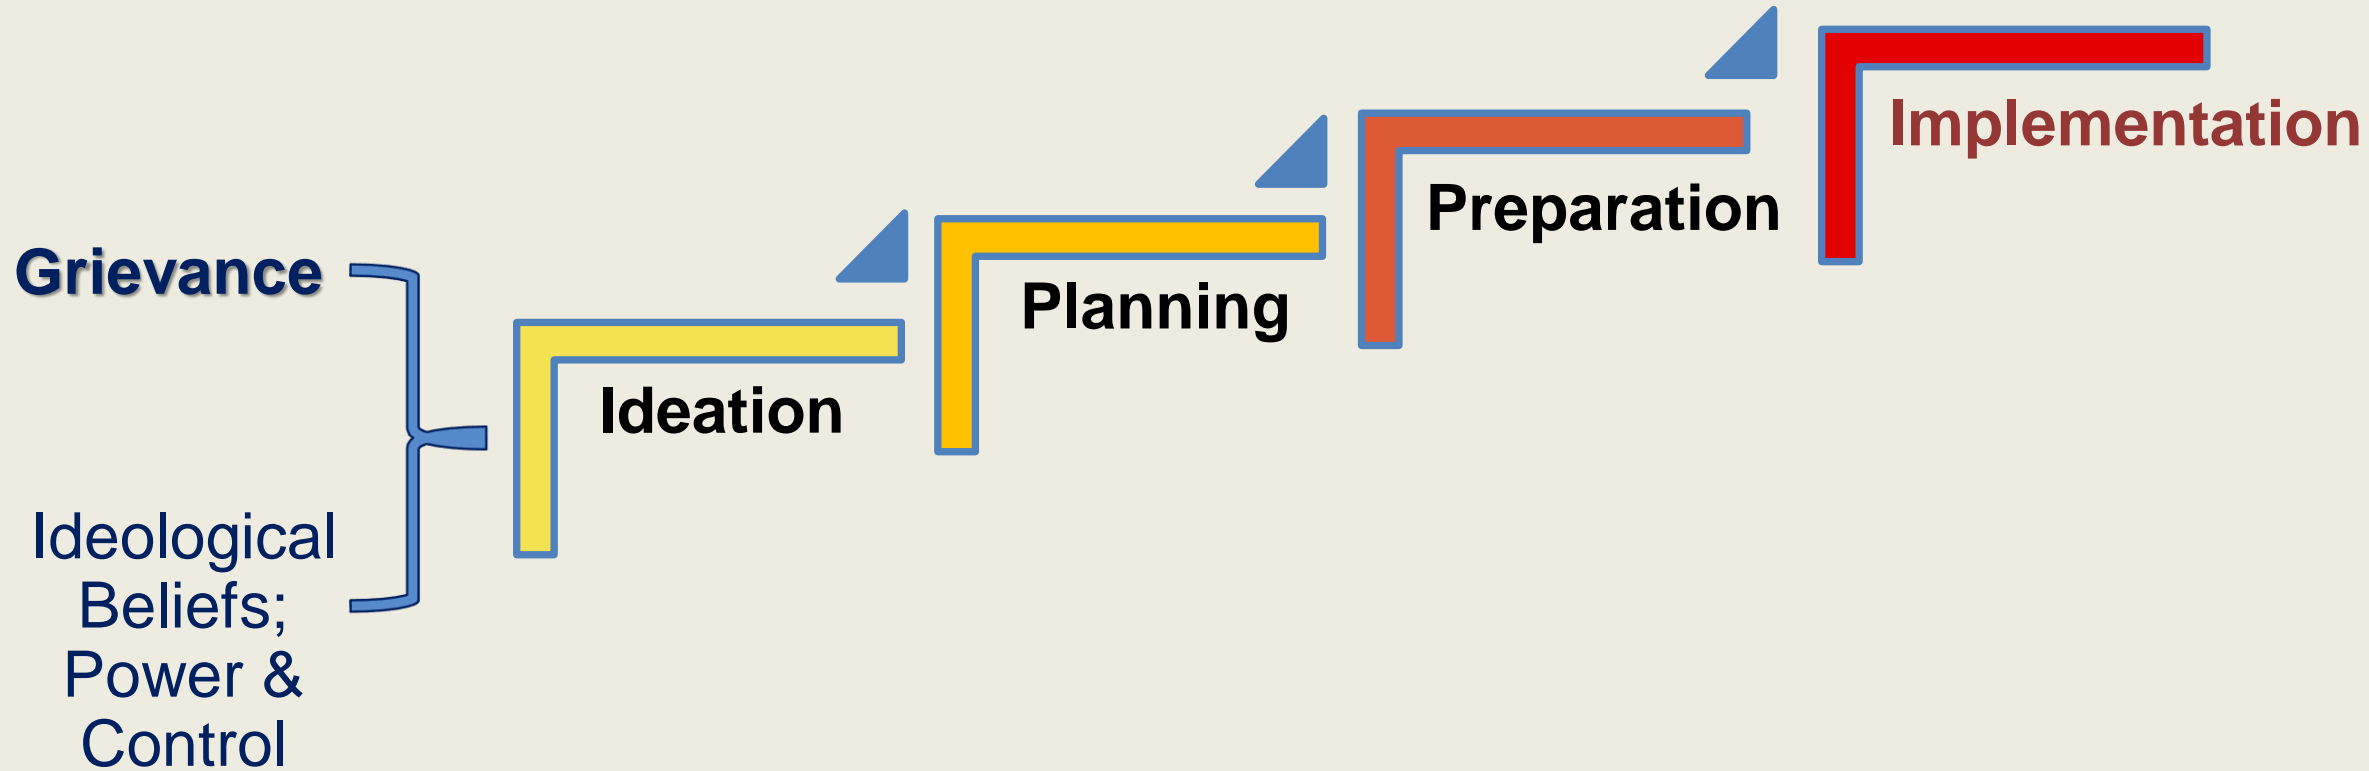 Grievance
Ideological
Beliefs;
Power &
Control
Ideation
Planning
Preparation
Implementation